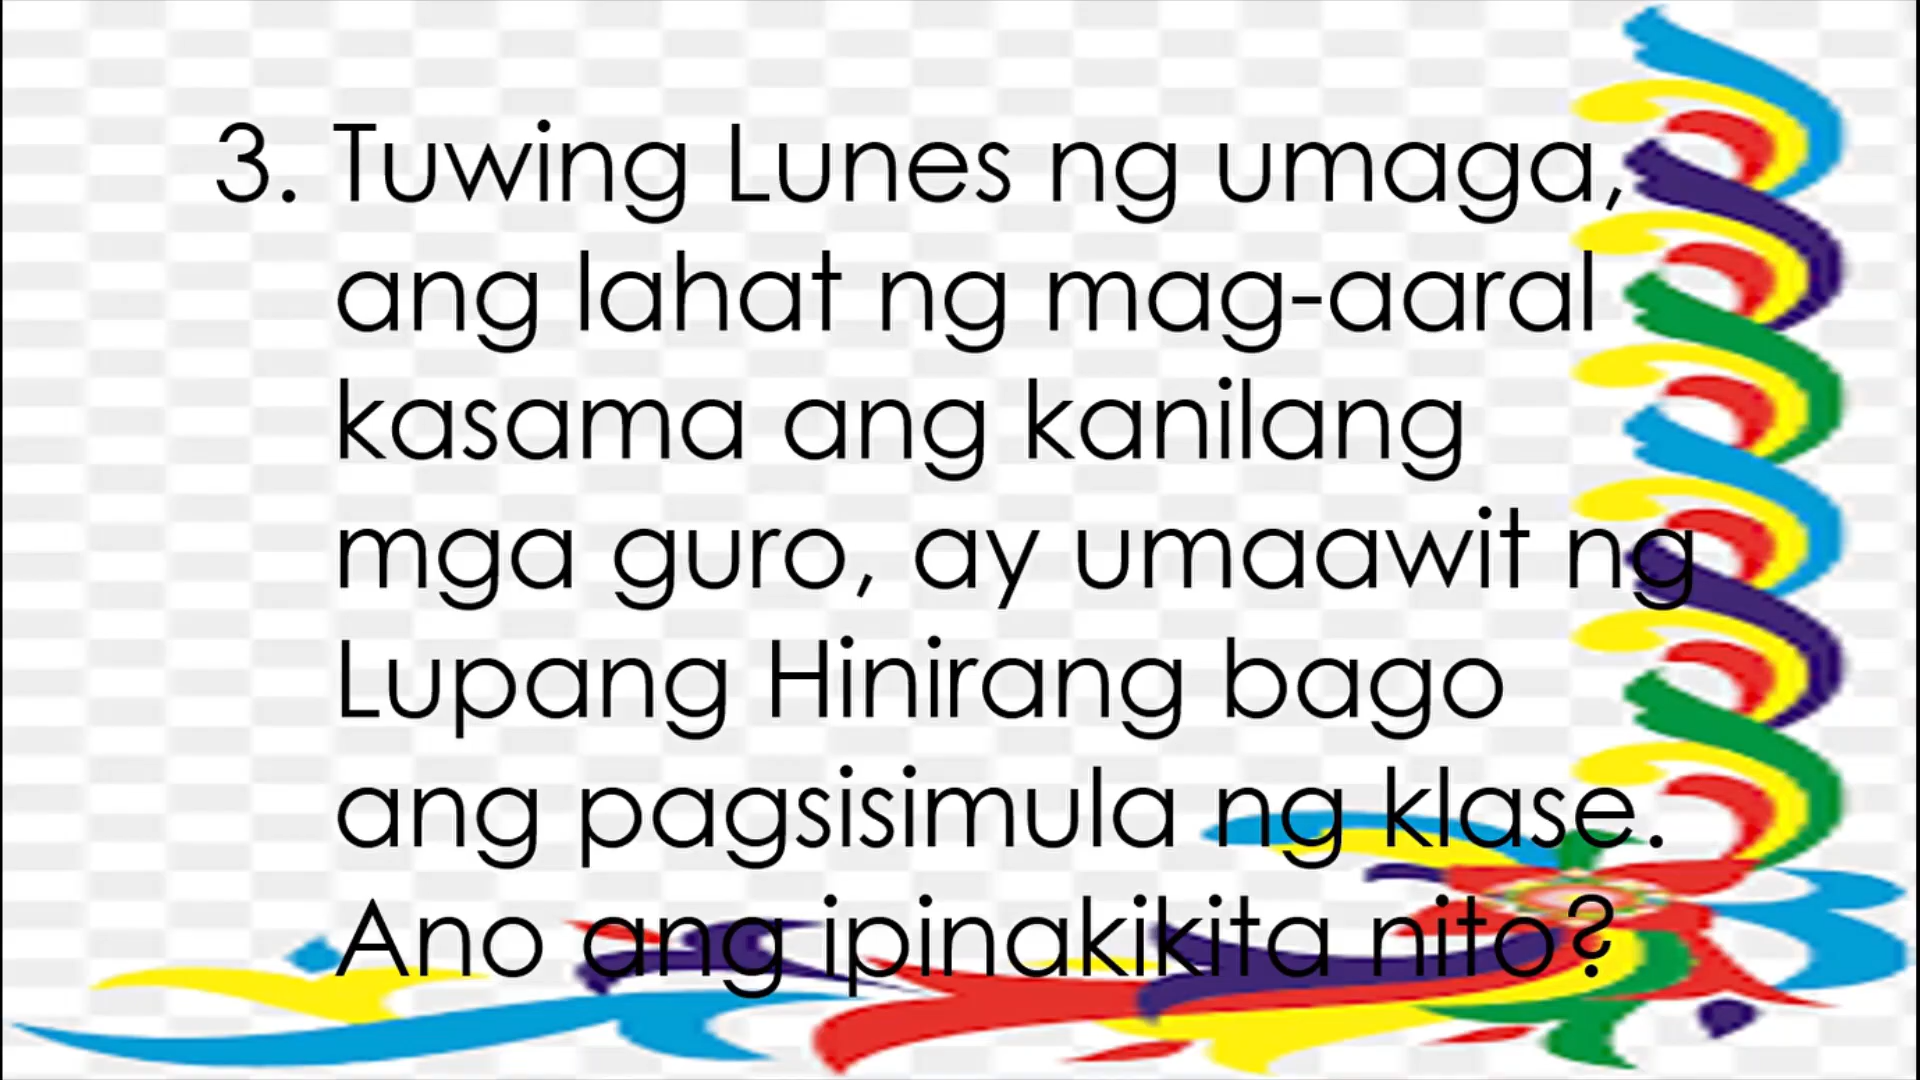 3. Tuwing Lunes ng umaga,
ang lahat ng mag-aaral
kasama ang kanilang
mga guro, ay umaawit ng
Lupang Hinirang bago
ang pagsisimula ng klase.
Ano ang ipinakikita nito?